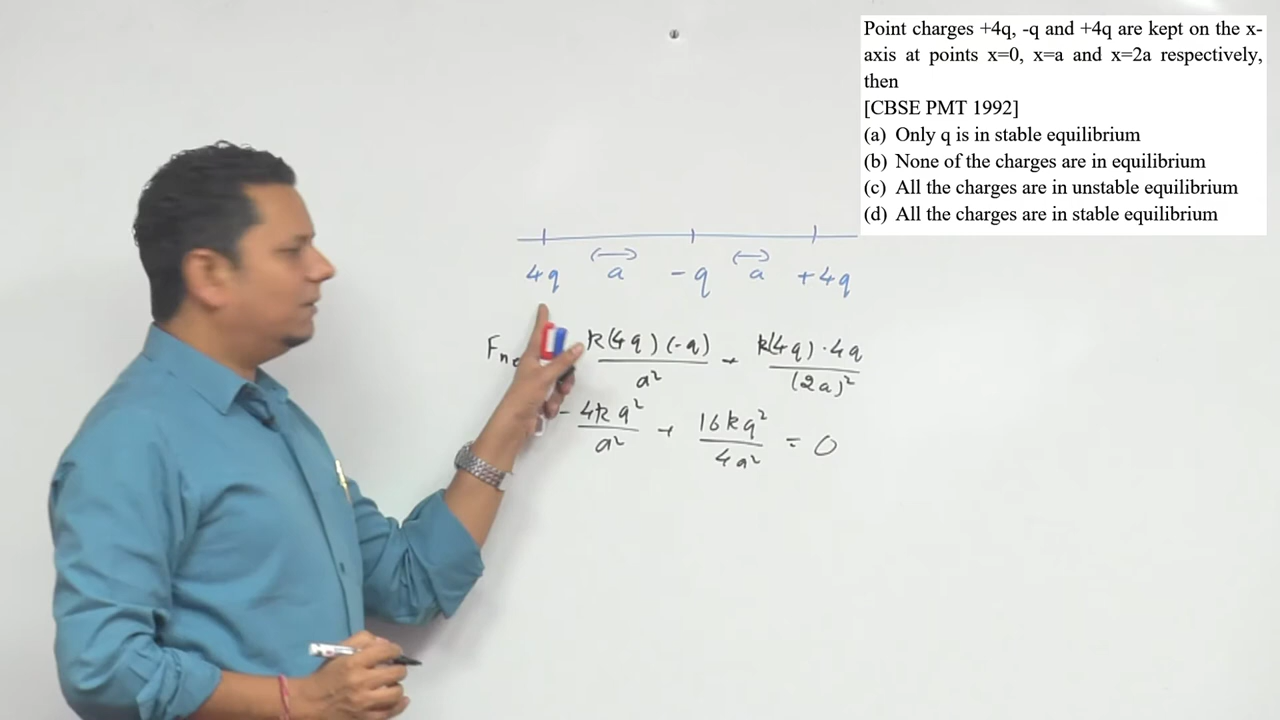 Point charges +4q, -q and +4q are kept on the x-
axis at points x=0, x=a and x=2a respectively,
then
[CBSE PMT 1992]
(a) Only q is in stable equilibrium
(b) None of the charges are in equilibrium
(c) All the charges are in unstable equilibrium
(d) All the charges are in stable equilibrium
4q a -q a +4q
Fne k(4q)(-q)/a² + k(4q)·4q/(2a)²
-4kq²/a² + 16kq²/4a² = 0